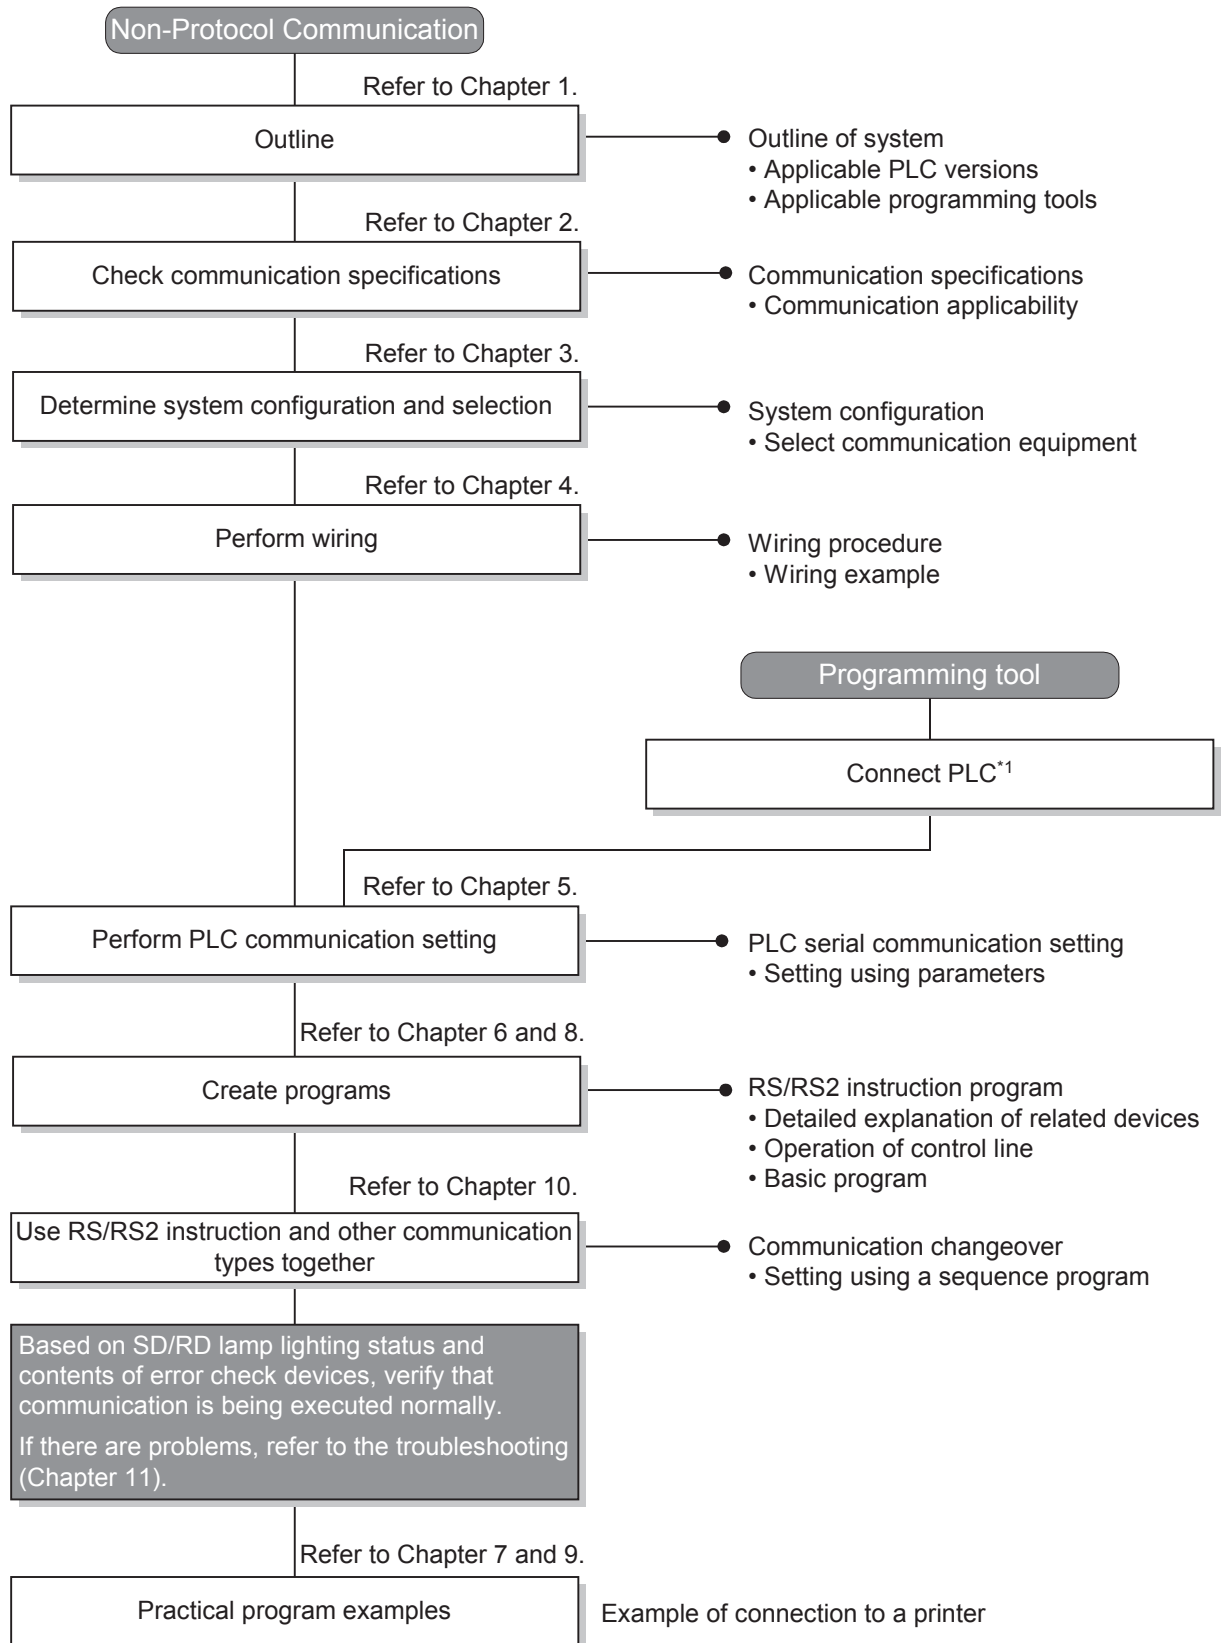 Non-Protocol Communication
Refer to Chapter 1.
Outline
Outline of system
• Applicable PLC versions
• Applicable programming tools
Refer to Chapter 2.
Check communication specifications
Communication specifications
• Communication applicability
Refer to Chapter 3.
Determine system configuration and selection
System configuration
• Select communication equipment
Refer to Chapter 4.
Perform wiring
Wiring procedure
• Wiring example
Programming tool
Connect PLC*1
Refer to Chapter 5.
Perform PLC communication setting
PLC serial communication setting
• Setting using parameters
Refer to Chapter 6 and 8.
Create programs
RS/RS2 instruction program
• Detailed explanation of related devices
• Operation of control line
• Basic program
Refer to Chapter 10.
Use RS/RS2 instruction and other communication
types together
Communication changeover
• Setting using a sequence program
Based on SD/RD lamp lighting status and
contents of error check devices, verify that
communication is being executed normally.
If there are problems, refer to the troubleshooting
(Chapter 11).
Refer to Chapter 7 and 9.
Practical program examples
Example of connection to a printer